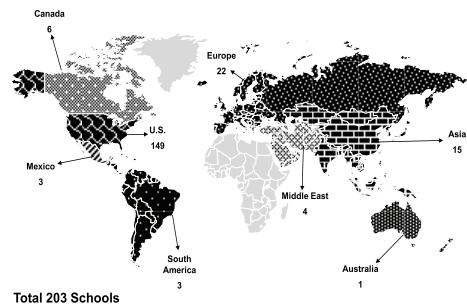 Canada
6
Europe
22
U.S.
149
Asia
15
Mexico
3
Middle East
4
South
America
3
Australia
1
Total 203 Schools